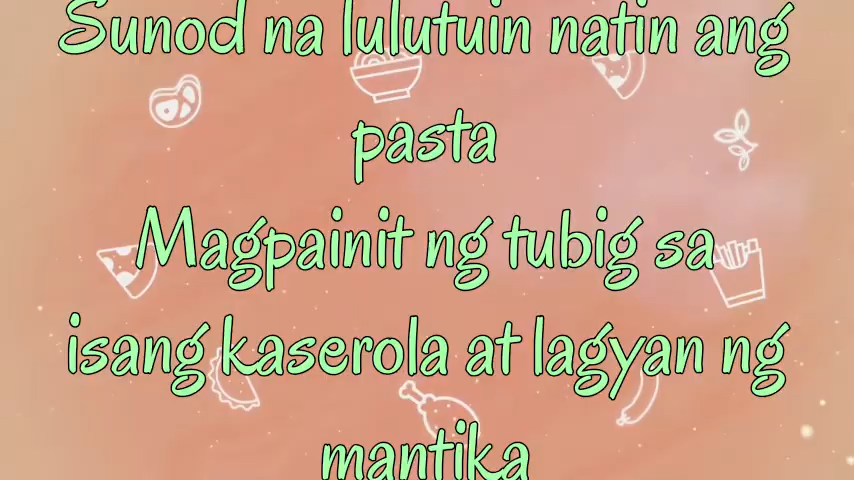 Sunod na lulutuin natin ang
pasta
Magpainit ng tubig sa
isang kaserola at lagyan ng
mantika